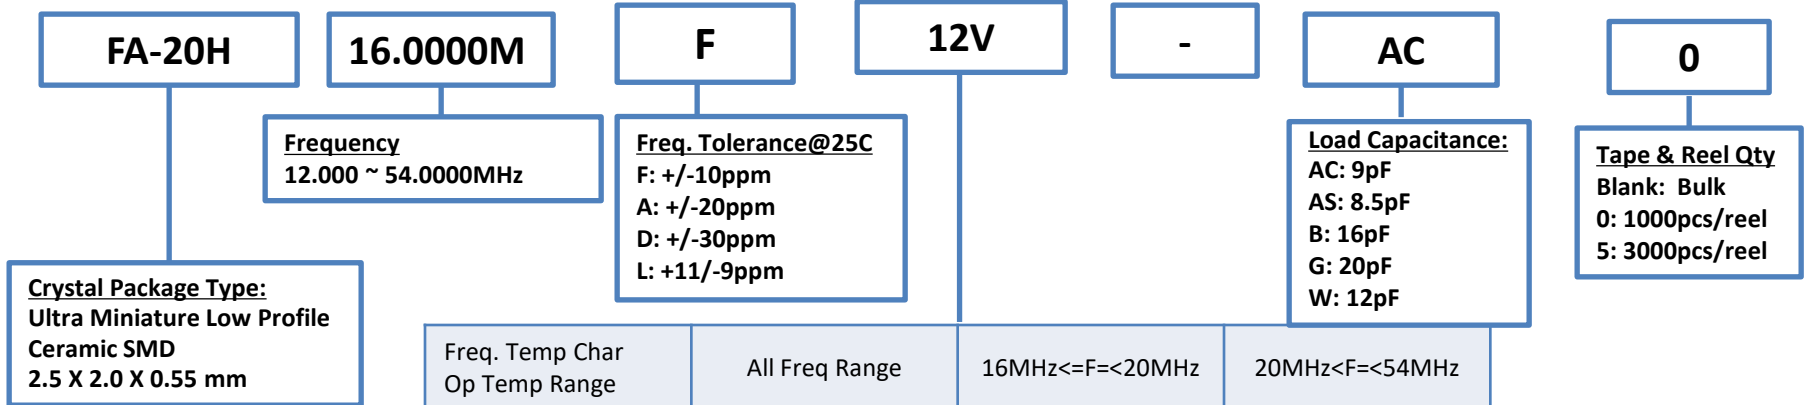 FA-20H
16.0000M
F
12V
-
AC
0
Frequency
12.000 ~ 54.0000MHz
Freq. Tolerance@25C
F: +/-10ppm
A: +/-20ppm
D: +/-30ppm
L: +11/-9ppm
Load Capacitance:
AC: 9pF
AS: 8.5pF
B: 16pF
G: 20pF
W: 12pF
Tape & Reel Qty
Blank: Bulk
0: 1000pcs/reel
5: 3000pcs/reel
Crystal Package Type:
Ultra Miniature Low Profile
Ceramic SMD
2.5 X 2.0 X 0.55 mm
Freq. Temp Char
Op Temp Range
All Freq Range
16MHz<=F=<20MHz
20MHz<F=<54MHz